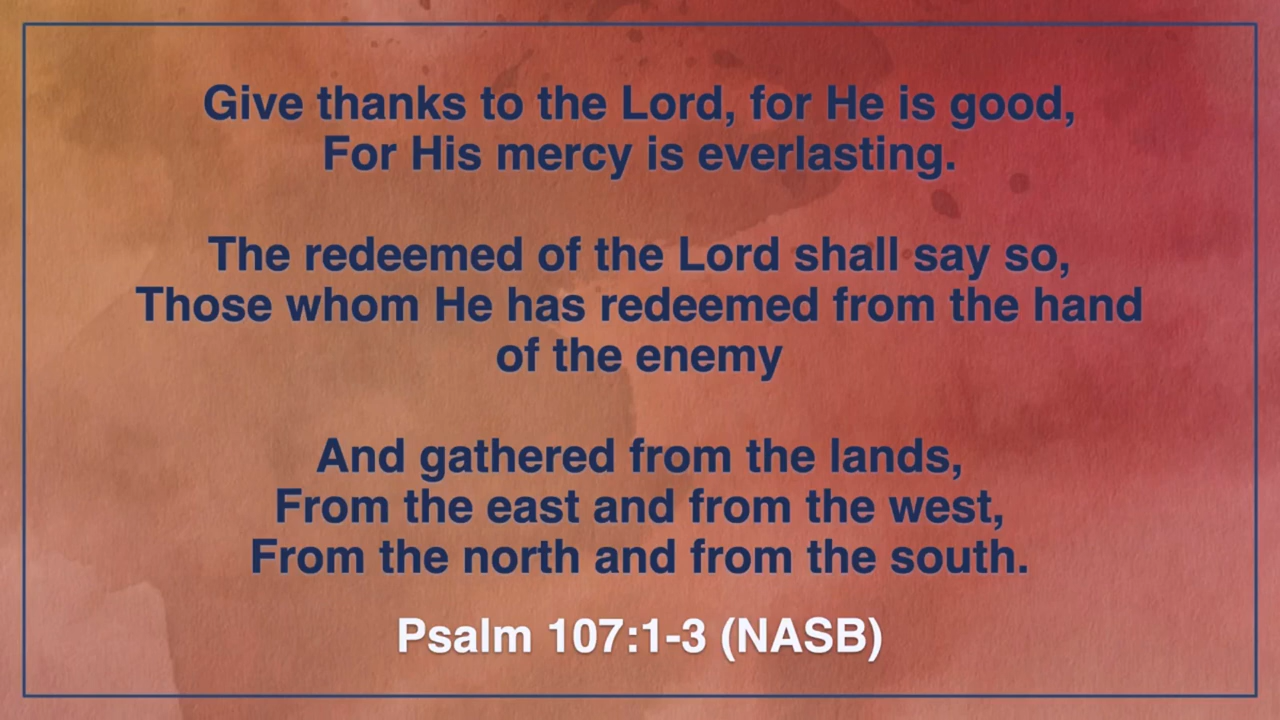 Give thanks to the Lord, for He is good,
For His mercy is everlasting.
The redeemed of the Lord shall say so,
Those whom He has redeemed from the hand
of the enemy
And gathered from the lands,
From the east and from the west,
From the north and from the south.
Psalm 107:1-3 (NASB)